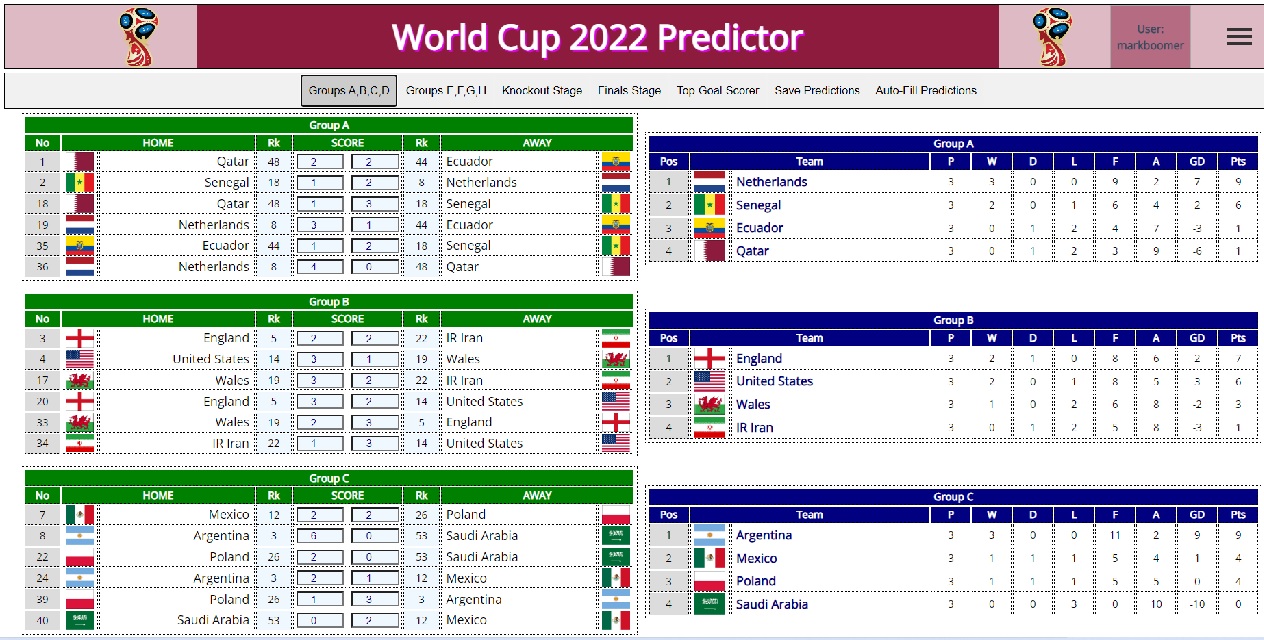 World Cup 2022 Predictor
User:
markboomer
Groups A,B,C,D Groups E,F,G,H Knockout Stage Finals Stage Top Goal Scorer Save Predictions Auto-Fill Predictions
Group A
No HOME Rk SCORE Rk AWAY
1 Qatar 48 2 2 44 Ecuador
2 Senegal 18 1 2 8 Netherlands
18 Qatar 48 1 3 18 Senegal
19 Netherlands 8 3 1 44 Ecuador
35 Ecuador 44 1 2 18 Senegal
36 Netherlands 8 4 0 48 Qatar
Group A
Pos Team P W D L F A GD Pts
1 Netherlands 3 3 0 0 9 2 7 9
2 Senegal 3 2 0 1 6 4 2 6
3 Ecuador 3 0 1 2 4 7 -3 1
4 Qatar 3 0 1 2 3 9 -6 1
Group B
No HOME Rk SCORE Rk AWAY
3 England 5 2 2 22 IR Iran
4 United States 14 3 1 19 Wales
17 Wales 19 3 2 22 IR Iran
20 England 5 3 2 14 United States
33 Wales 19 2 3 5 England
34 IR Iran 22 1 3 14 United States
Group B
Pos Team P W D L F A GD Pts
1 England 3 2 1 0 8 6 2 7
2 United States 3 2 0 1 8 5 3 6
3 Wales 3 1 0 2 6 8 -2 3
4 IR Iran 3 0 1 2 5 8 -3 1
Group C
No HOME Rk SCORE Rk AWAY
7 Mexico 12 2 2 26 Poland
8 Argentina 3 6 0 53 Saudi Arabia
22 Poland 26 2 0 53 Saudi Arabia
24 Argentina 3 2 1 12 Mexico
39 Poland 26 1 3 3 Argentina
40 Saudi Arabia 53 0 2 12 Mexico
Group C
Pos Team P W D L F A GD Pts
1 Argentina 3 3 0 0 11 2 9 9
2 Mexico 3 1 1 1 5 4 1 4
3 Poland 3 1 1 1 5 5 0 4
4 Saudi Arabia 3 0 0 3 0 10 -10 0